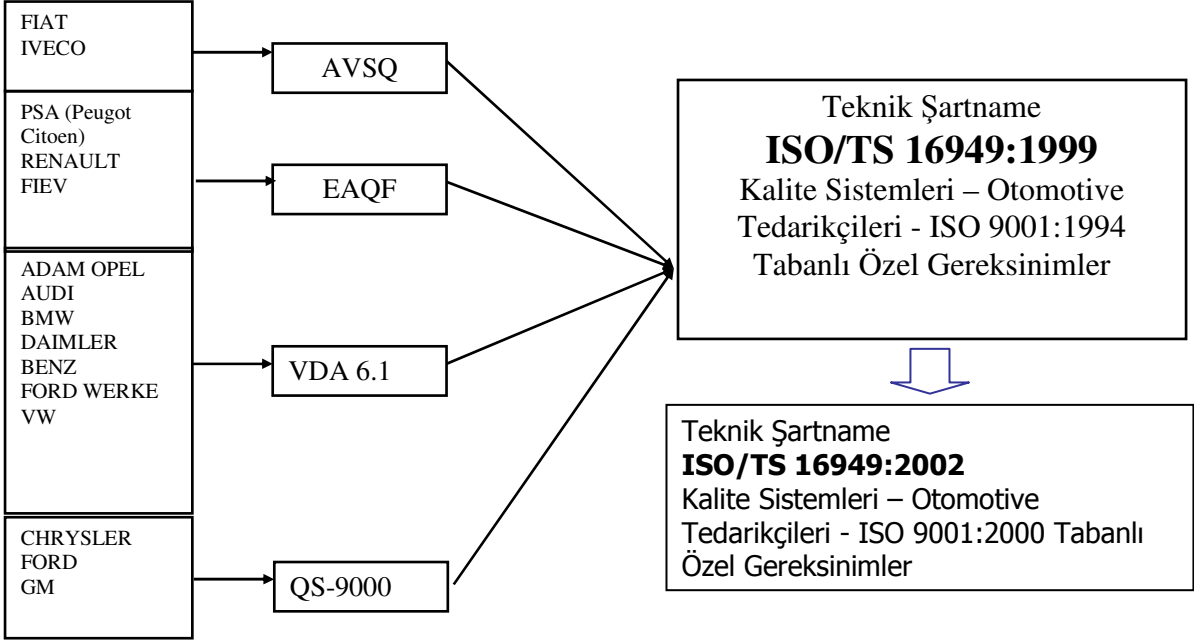 FIAT
IVECO
AVSQ
PSA (Peugot
Citoen)
RENAULT
FIEV
EAQF
ADAM OPEL
AUDI
BMW
DAIMLER
BENZ
FORD WERKE
VW
VDA 6.1
CHRYSLER
FORD
GM
QS-9000
Teknik Şartname
ISO/TS 16949:1999
Kalite Sistemleri – Otomotive
Tedarikçileri - ISO 9001:1994
Tabanlı Özel Gereksinimler
Teknik Şartname
ISO/TS 16949:2002
Kalite Sistemleri – Otomotive
Tedarikçileri - ISO 9001:2000 Tabanlı
Özel Gereksinimler